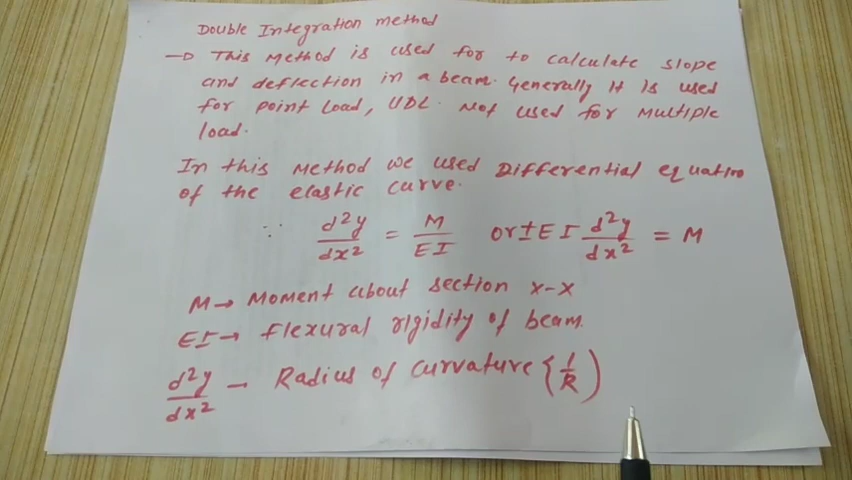 Double Integration method
→ This method is used for to calculate slope
and deflection in a beam. Generally it is used
for point load, UDL. Not used for multiple
load.
In this method we used Differential equation
of the elastic curve.
∵ d²y/dx² = M/EI or ± EI d²y/dx² = M
M → Moment about section x-x
EI → flexural rigidity of beam.
d²y/dx² — Radius of curvature {1/R)